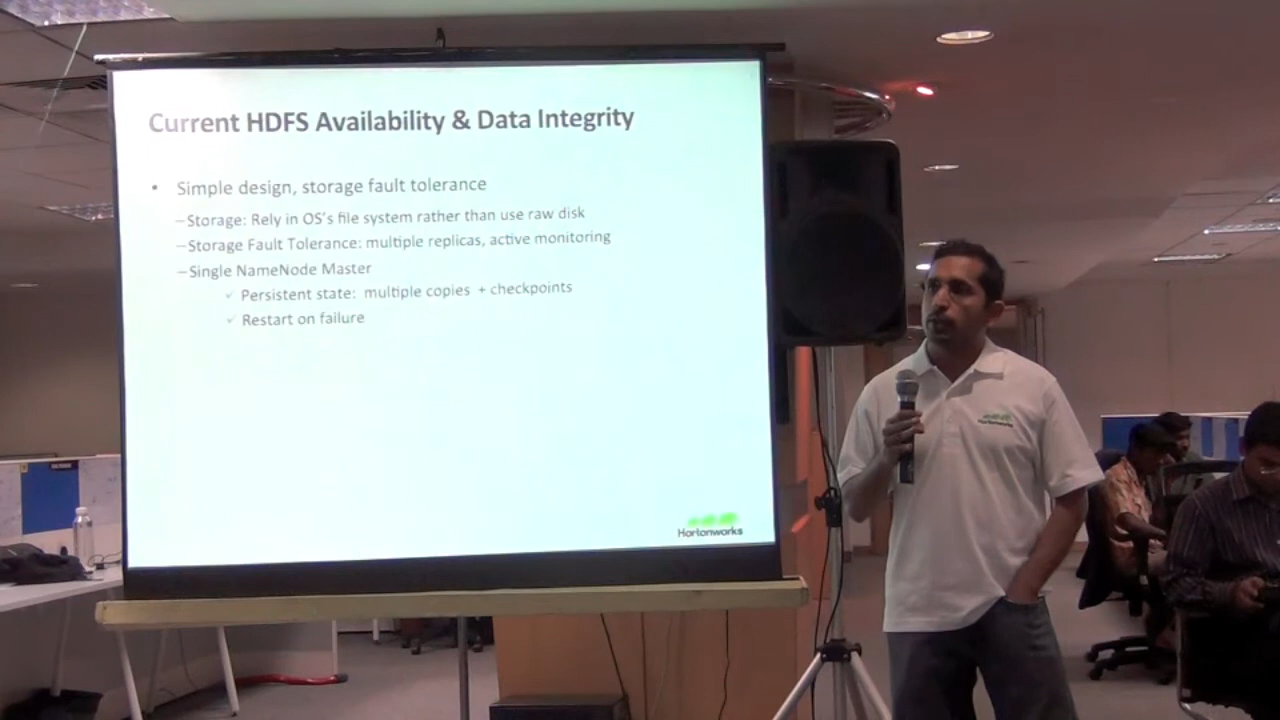 Current HDFS Availability & Data Integrity
• Simple design, storage fault tolerance
–Storage: Rely in OS's file system rather than use raw disk
–Storage Fault Tolerance: multiple replicas, active monitoring
–Single NameNode Master
✓ Persistent state: multiple copies + checkpoints
✓ Restart on failure
Hortonworks
Hortonworks